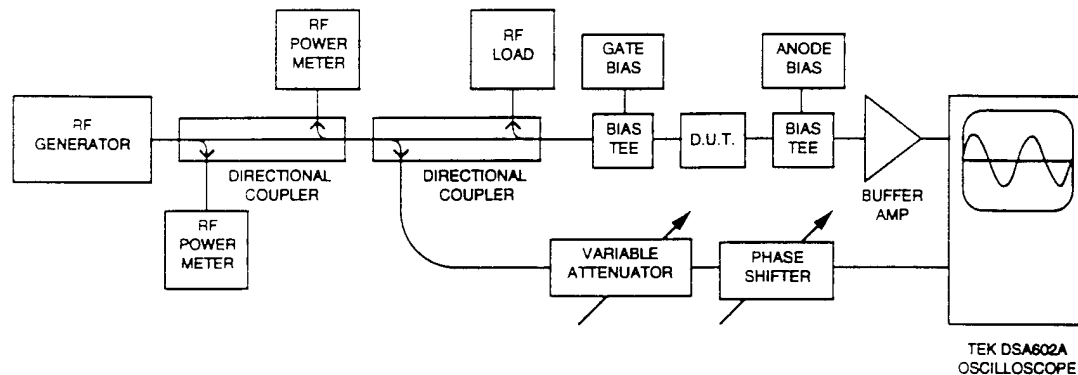 RF
POWER
METER
RF
LOAD
GATE
BIAS
ANODE
BIAS
RF
GENERATOR
BIAS
TEE
D.U.T.
BIAS
TEE
DIRECTIONAL
COUPLER
DIRECTIONAL
COUPLER
BUFFER
AMP
RF
POWER
METER
VARIABLE
ATTENUATOR
PHASE
SHIFTER
TEK DSA602A
OSCILLOSCOPE